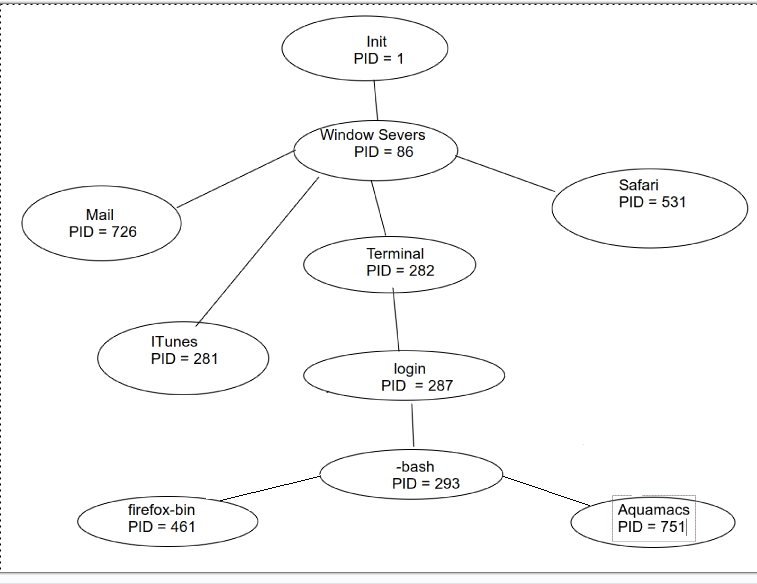 Init
PID = 1
Window Severs
PID = 86
Safari
PID = 531
Mail
PID = 726
Terminal
PID = 282
ITunes
PID = 281
login
PID  = 287
-bash
PID = 293
firefox-bin
PID = 461
Aquamacs
PID = 751